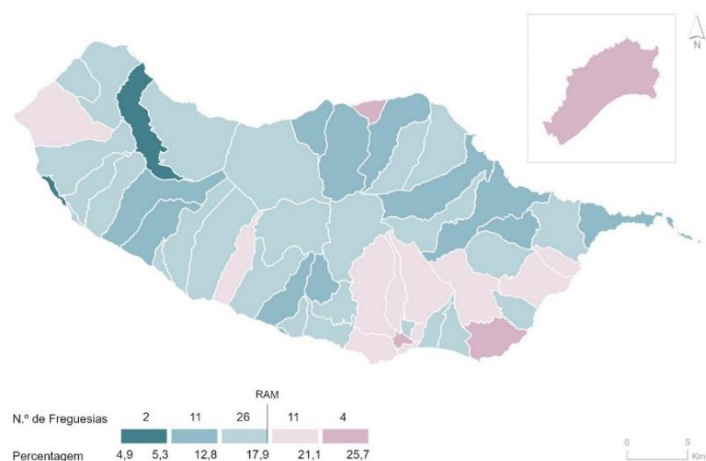 N
RAM
N.º de Freguesias 2 11 26 11 4
Percentagem 4,9 5,3 12,8 17,9 21,1 25,7
0 5
Km